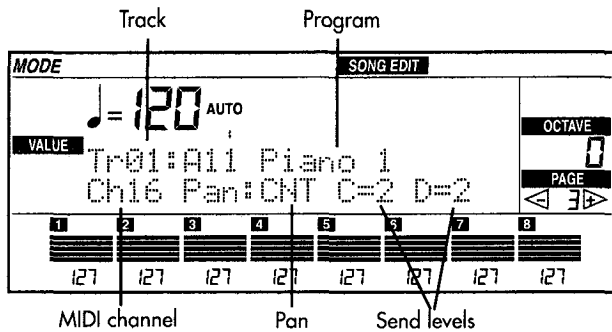 Track Program
MODE SONG EDIT
♩=120 AUTO
OCTAVE
0
VALUE
Tr01:A11 Piano 1
PAGE
Ch16 Pan:CNT C=2 D=2
- 3 +
1 2 3 4 5 6 7 8
127 127 127 127 127 127 127 127
MIDI channel Pan Send levels